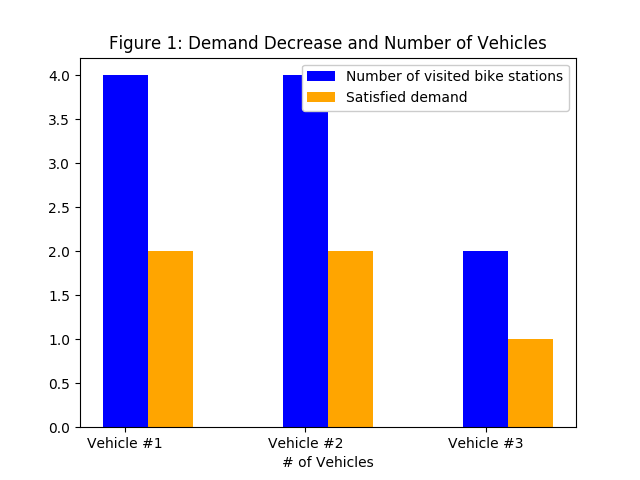 Figure 1: Demand Decrease and Number of Vehicles
Number of visited bike stations
Satisfied demand
4.0
3.5
3.0
2.5
2.0
1.5
1.0
0.5
0.0
Vehicle #1 Vehicle #2 Vehicle #3
# of Vehicles